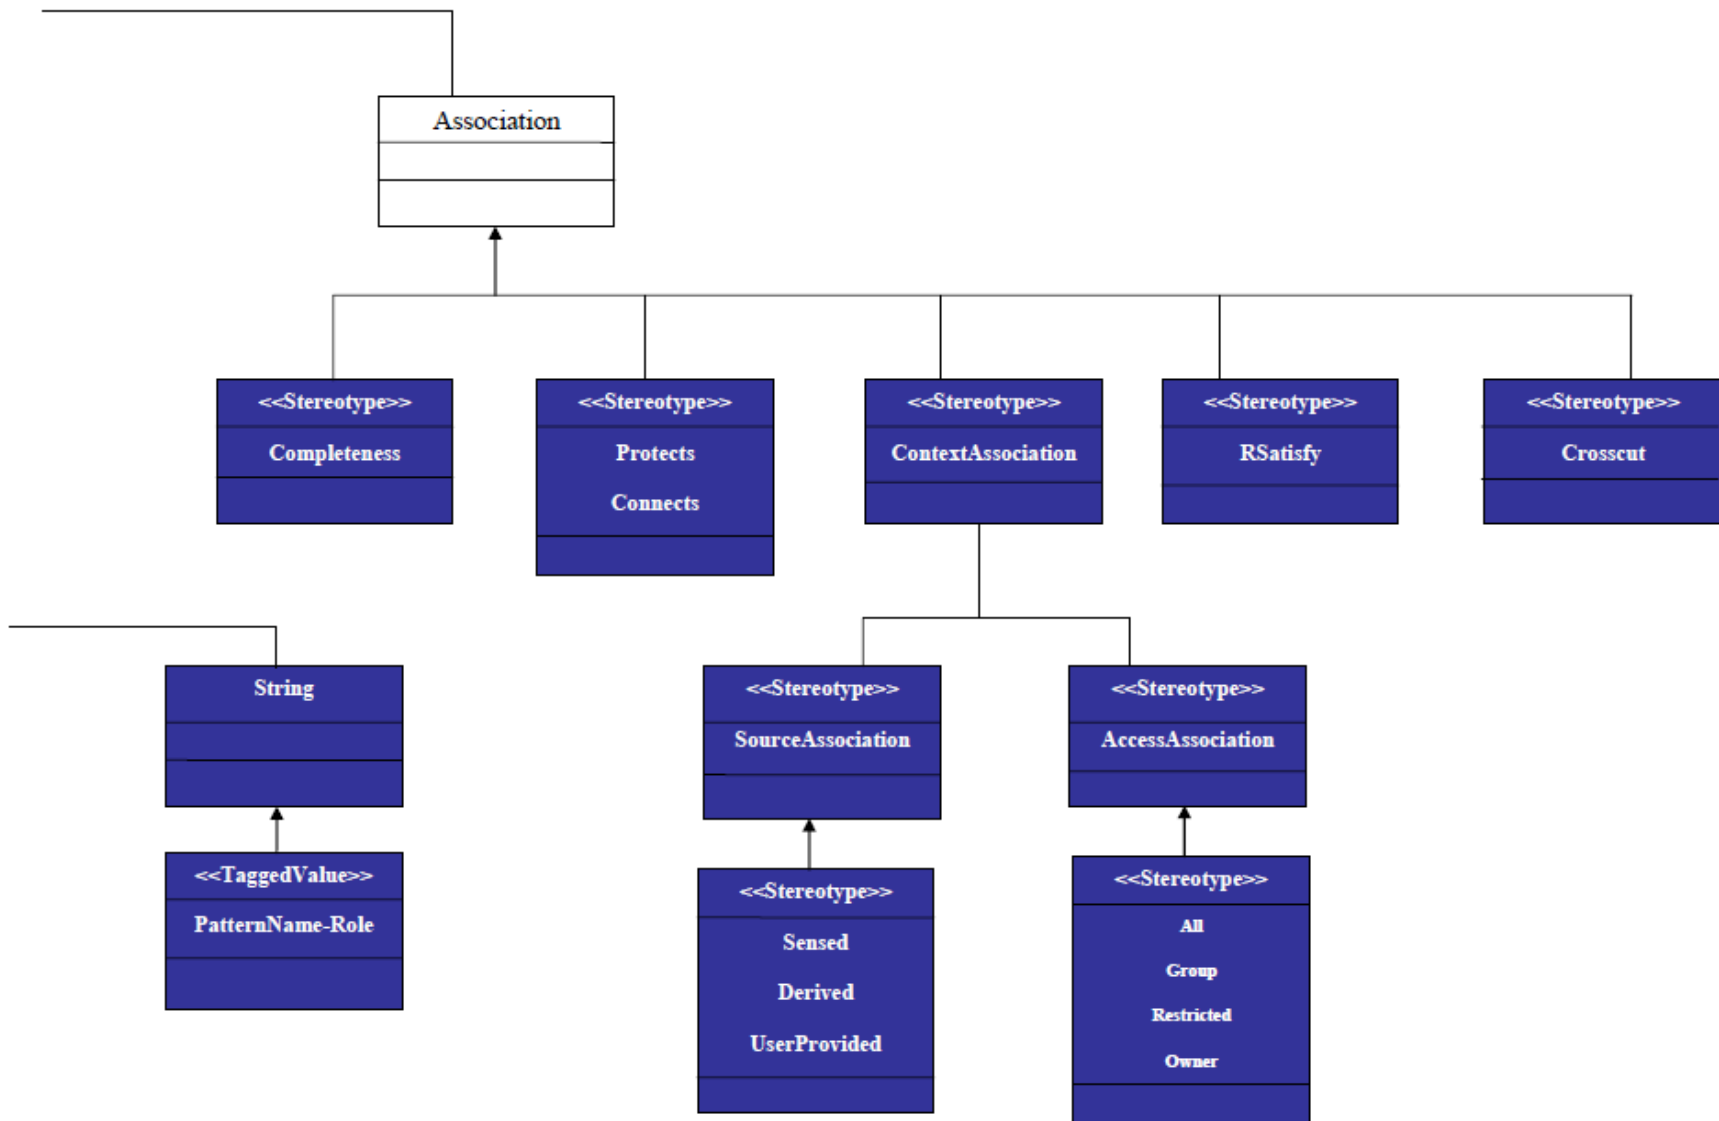 Association
<<Stereotype>>
Completeness
<<Stereotype>>
Protects
Connects
<<Stereotype>>
ContextAssociation
<<Stereotype>>
RSatisfy
<<Stereotype>>
Crosscut
String
<<TaggedValue>>
PatternName-Role
<<Stereotype>>
SourceAssociation
<<Stereotype>>
Sensed
Derived
UserProvided
<<Stereotype>>
AccessAssociation
<<Stereotype>>
All
Group
Restricted
Owner